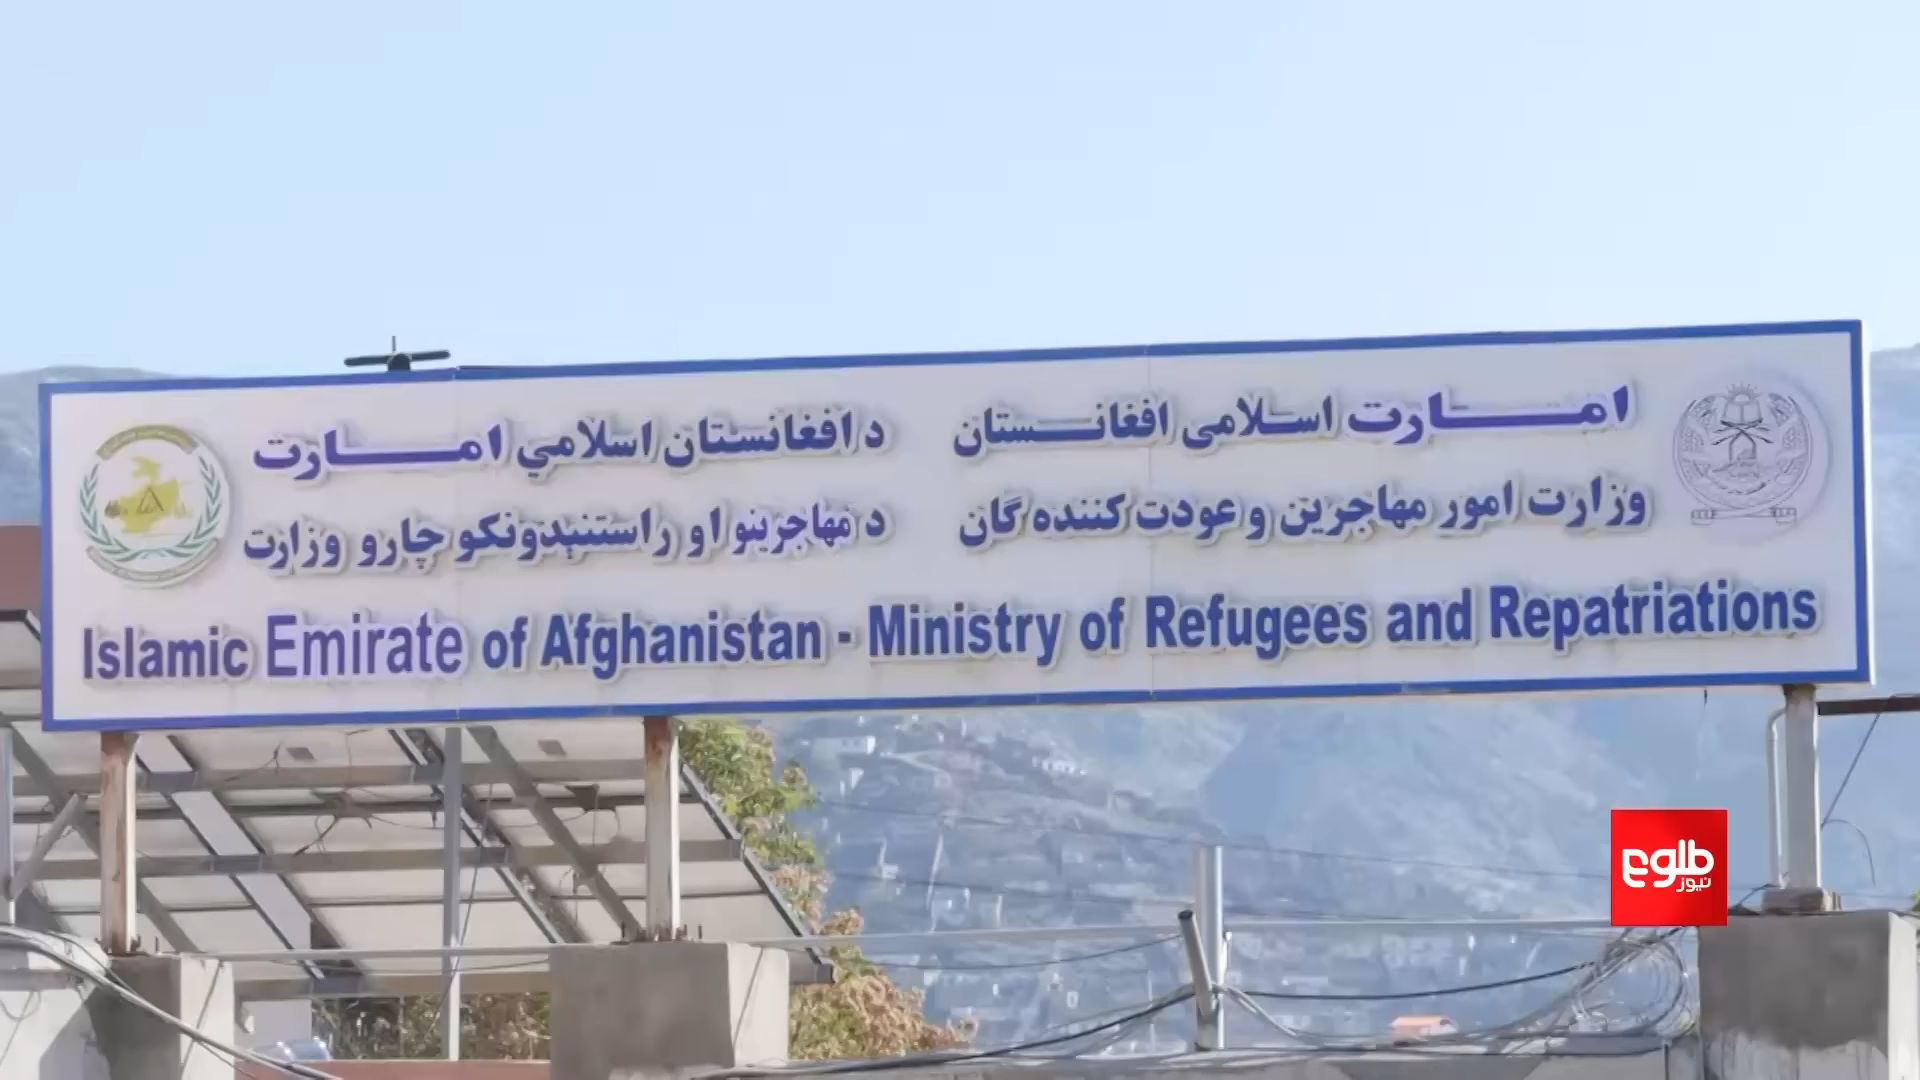 امارت اسلامی افغانستان
وزارت امور مهاجرین و عودت کننده گان
د افغانستان اسلامي امارت
د مهاجرینو او راستنېدونکو چارو وزارت
Islamic Emirate of Afghanistan - Ministry of Refugees and Repatriations
طلوع
نیوز